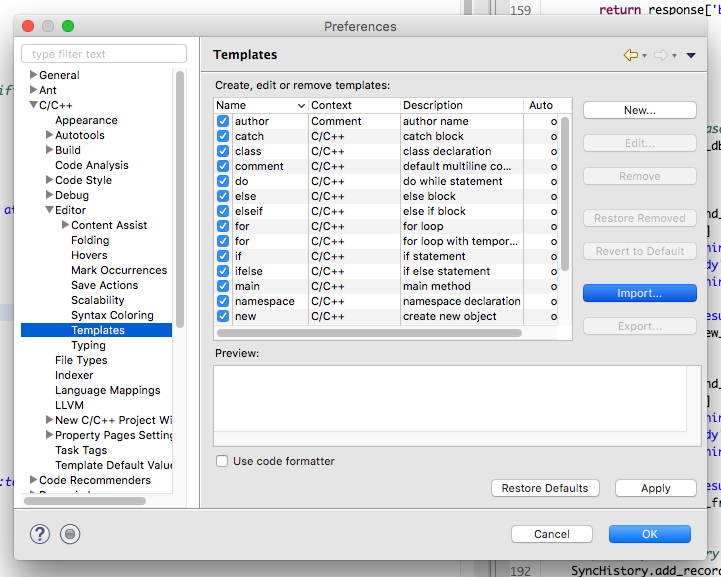 Preferences
159 return response['b
type filter text
Templates
General
Ant
C/C++
Appearance
Autotools
Build
Code Analysis
Code Style
Debug
Editor
Content Assist
Folding
Hovers
Mark Occurrences
Save Actions
Scalability
Syntax Coloring
Templates
Typing
File Types
Indexer
Language Mappings
LLVM
New C/C++ Project Wi
Property Pages Setting
Task Tags
Template Default Value
Code Recommenders
Create, edit or remove templates:
Name Context Description Auto
author Comment author name o
catch C/C++ catch block o
class C/C++ class declaration o
comment C/C++ default multiline co... o
do C/C++ do while statement o
else C/C++ else block o
elseif C/C++ else if block o
for C/C++ for loop o
for C/C++ for loop with tempor... o
if C/C++ if statement o
ifelse C/C++ if else statement o
main C/C++ main method o
namespace C/C++ namespace declaration o
new C/C++ create new object o
New...
Edit...
Remove
Restore Removed
Revert to Default
Import...
Export...
Preview:
Use code formatter
Restore Defaults
Apply
?
Cancel
OK
192 SyncHistory.add_record